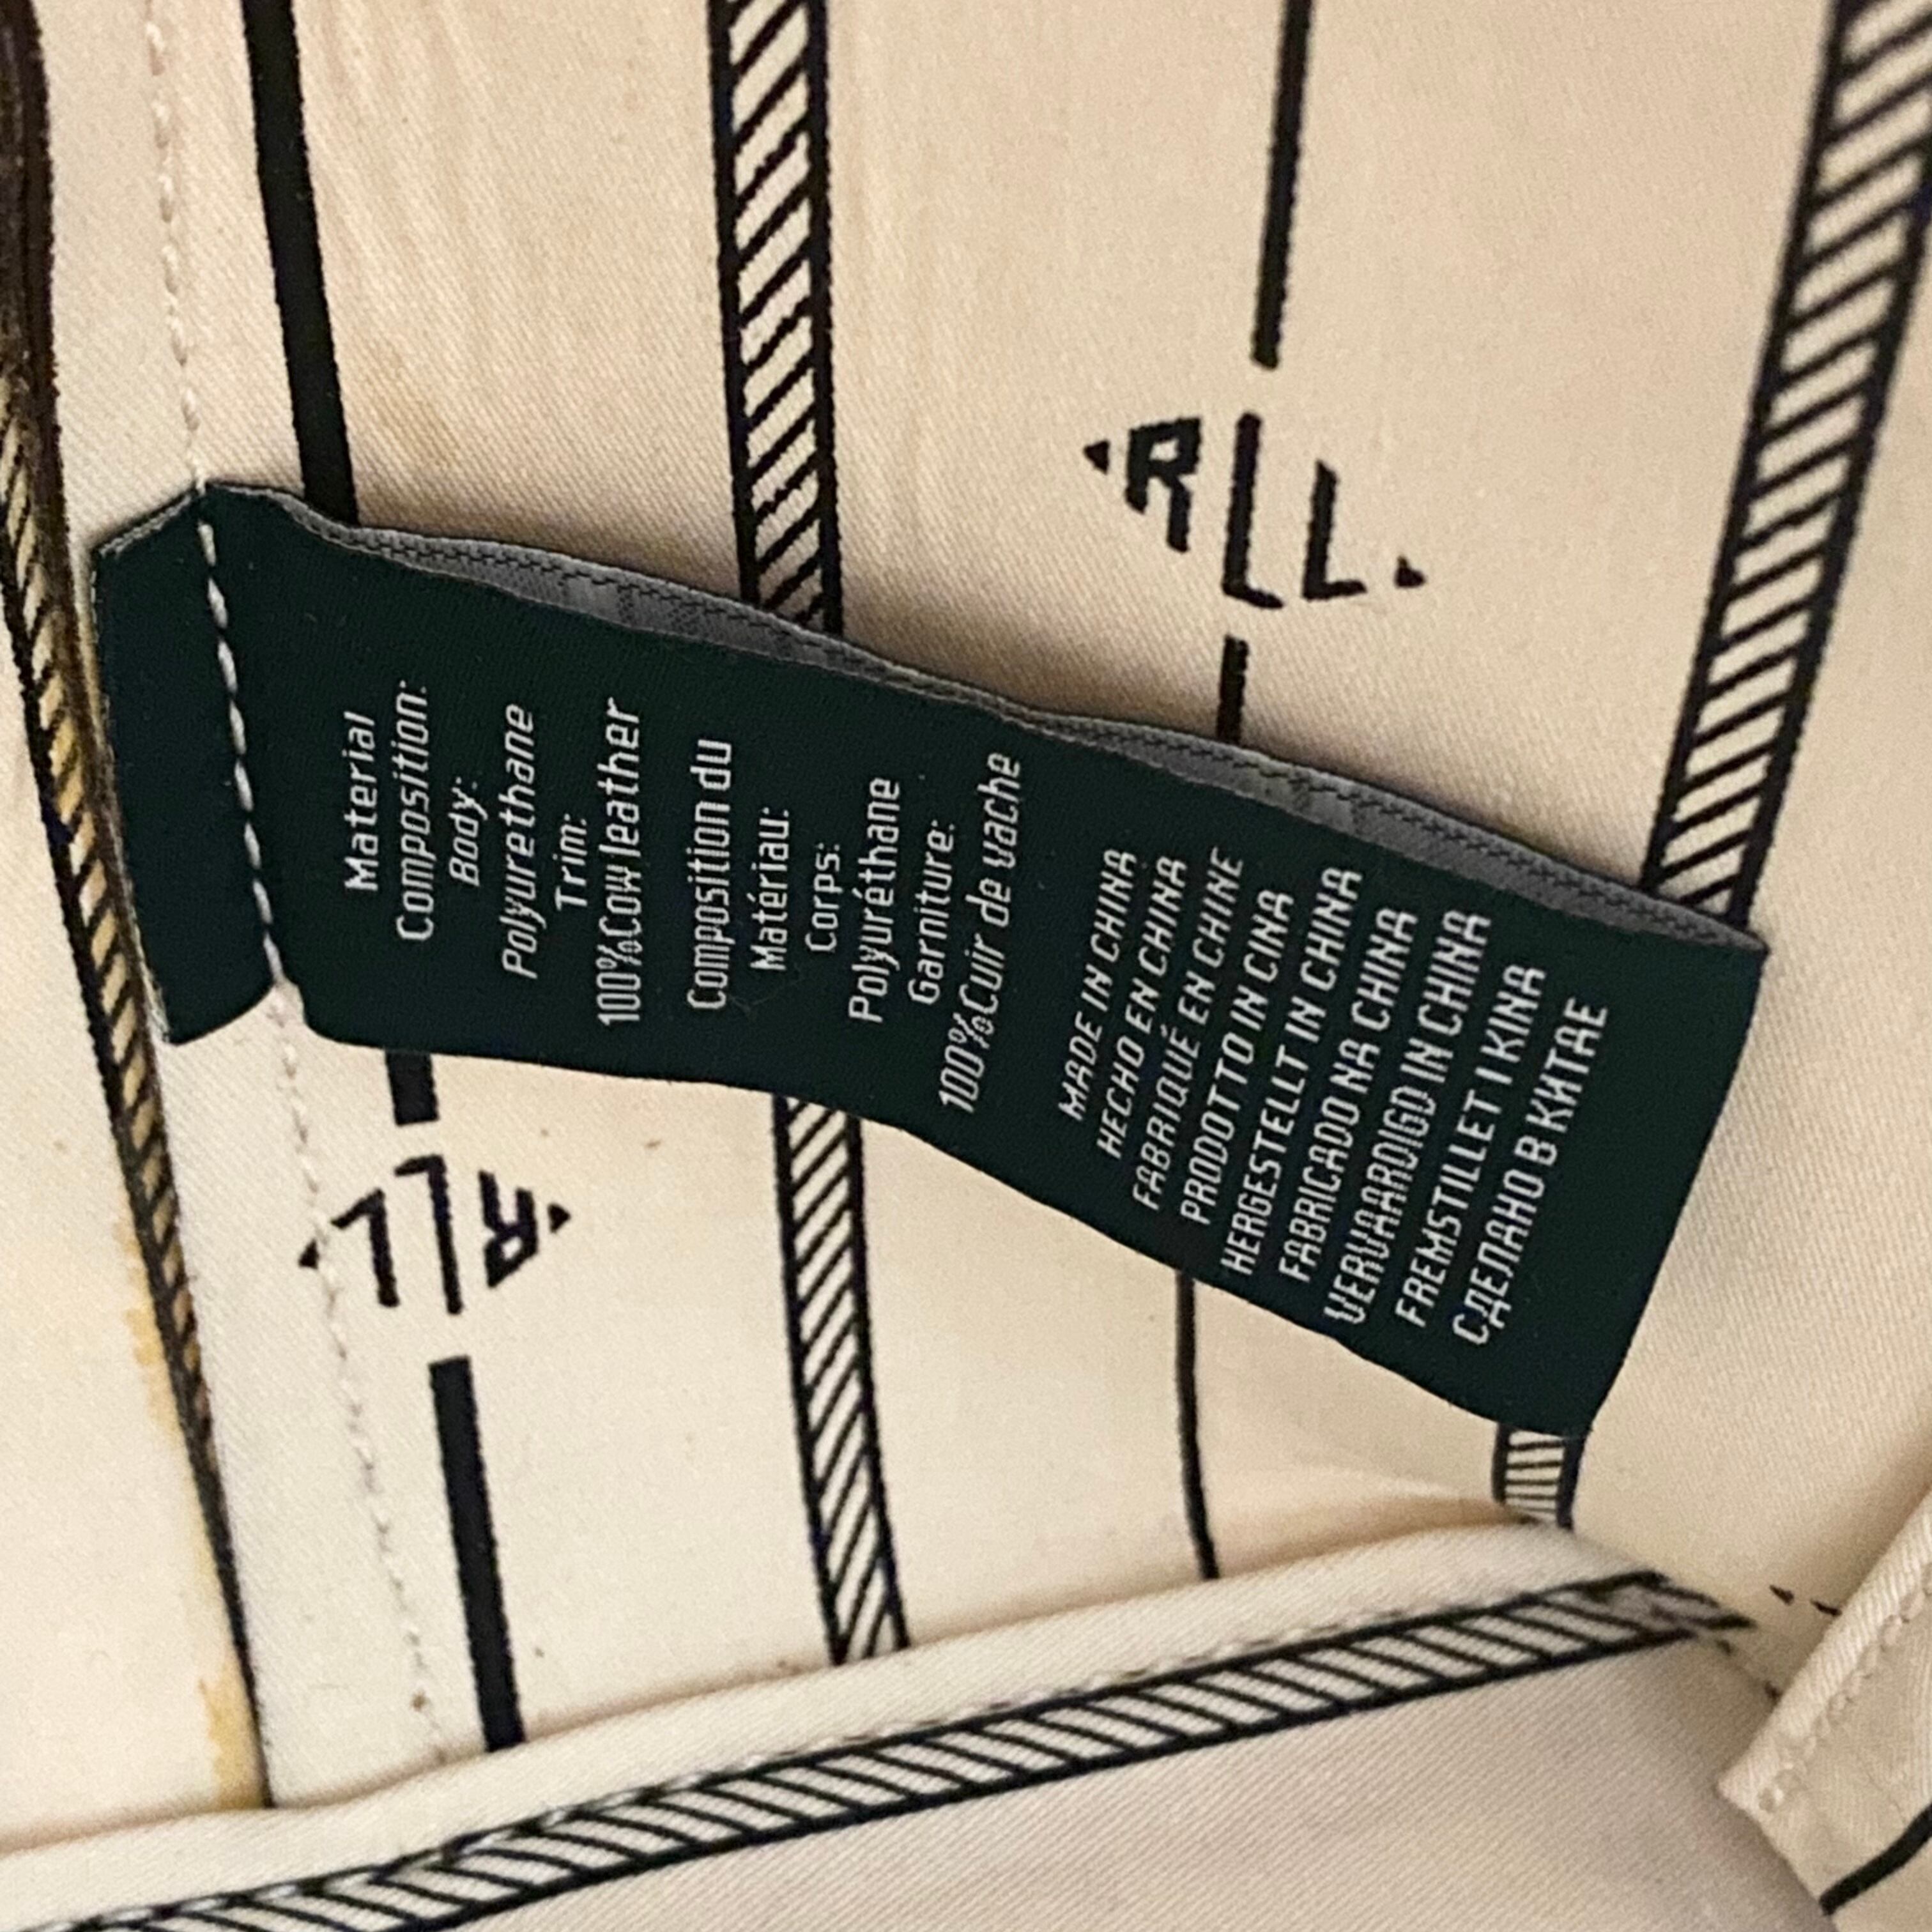 Material
Composition:
Body:
Polyurethane
Trim:
100%Cow leather
Composition du
Matériau:
Corps:
Polyuréthane
Garniture:
100%Cuir de vache
MADE IN CHINA
HECHO EN CHINA
FABRIQUÉ EN CHINE
PRODOTTO IN CINA
HERGESTELLT IN CHINA
FABRICADO NA CHINA
VERVAARDIGD IN CHINA
FREMSTILLET I KINA
СДЕЛАНО В КИТАЕ
RLL
RLL